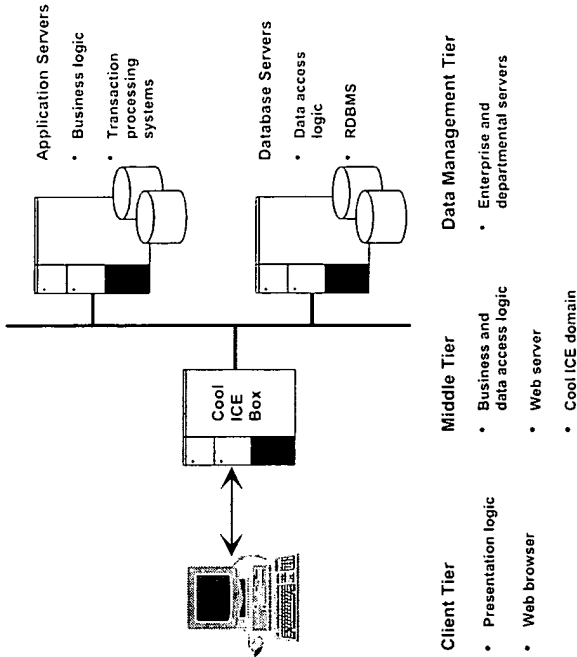 Application Servers
• Business logic
• Transaction
processing
systems
Database Servers
• Data access
logic
• RDBMS
Cool
ICE
Box
Client Tier
• Presentation logic
• Web browser
Middle Tier
• Business and
data access logic
• Web server
• Cool ICE domain
Data Management Tier
• Enterprise and
departmental servers